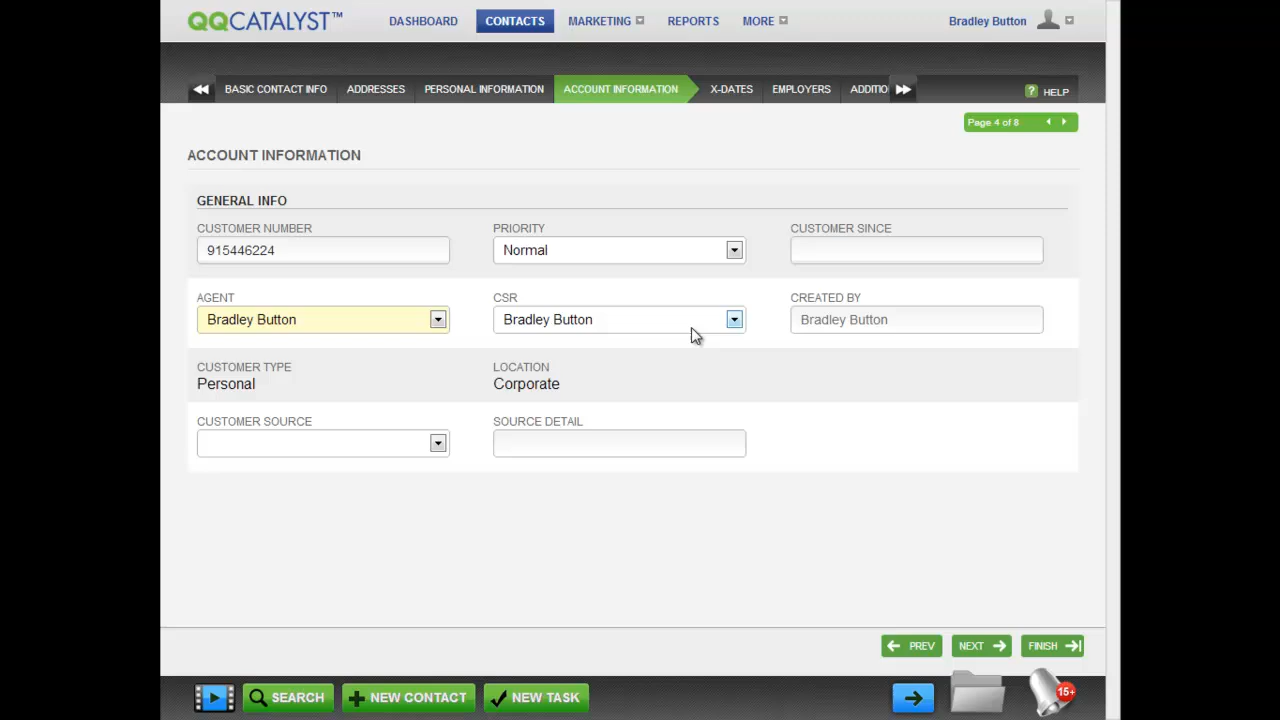 QQCATALYST™ DASHBOARD CONTACTS MARKETING REPORTS MORE Bradley Button
BASIC CONTACT INFO ADDRESSES PERSONAL INFORMATION ACCOUNT INFORMATION X-DATES EMPLOYERS ADDITIO ? HELP
Page 4 of 8
ACCOUNT INFORMATION
GENERAL INFO
CUSTOMER NUMBER PRIORITY CUSTOMER SINCE
915446224 Normal
AGENT CSR CREATED BY
Bradley Button Bradley Button Bradley Button
CUSTOMER TYPE LOCATION
Personal Corporate
CUSTOMER SOURCE SOURCE DETAIL
PREV NEXT FINISH
SEARCH NEW CONTACT NEW TASK 15+